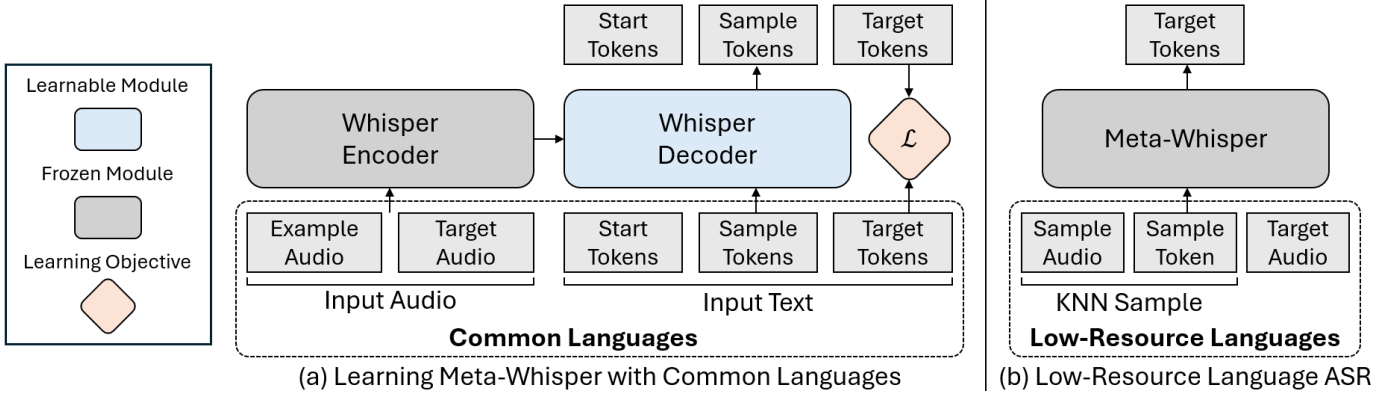 Learnable Module
Frozen Module
Learning Objective
Start
Tokens
Sample
Tokens
Target
Tokens
Whisper
Encoder
Whisper
Decoder
ℒ
Example
Audio
Target
Audio
Start
Tokens
Sample
Tokens
Target
Tokens
Input Audio
Input Text
Common Languages
(a) Learning Meta-Whisper with Common Languages
Target
Tokens
Meta-Whisper
Sample
Audio
Sample
Token
Target
Audio
KNN Sample
Low-Resource Languages
(b) Low-Resource Language ASR